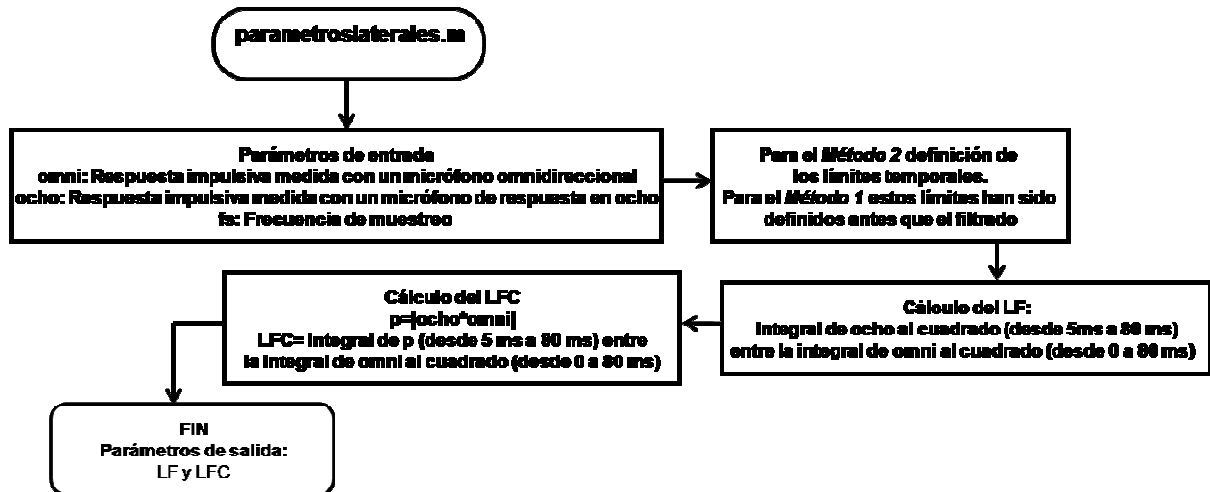 parametroslaterales.m
Parámetros de entrada
omni: Respuesta impulsiva medida con un micrófono omnidireccional
ocho: Respuesta impulsiva medida con un micrófono de respuesta en ocho
fs: Frecuencia de muestreo
Para el Método 2 definición de
los límites temporales.
Para el Método 1 estos límites han sido
definidos antes que el filtrado
Cálculo del LF:
Integral de ocho al cuadrado (desde 5ms a 80 ms)
entre la integral de omni al cuadrado (desde 0 a 80 ms)
Cálculo del LFC
p=|ocho*omni|
LFC= Integral de p (desde 5 ms a 80 ms) entre
la integral de omni al cuadrado (desde 0 a 80 ms)
FIN
Parámetros de salida:
LF y LFC